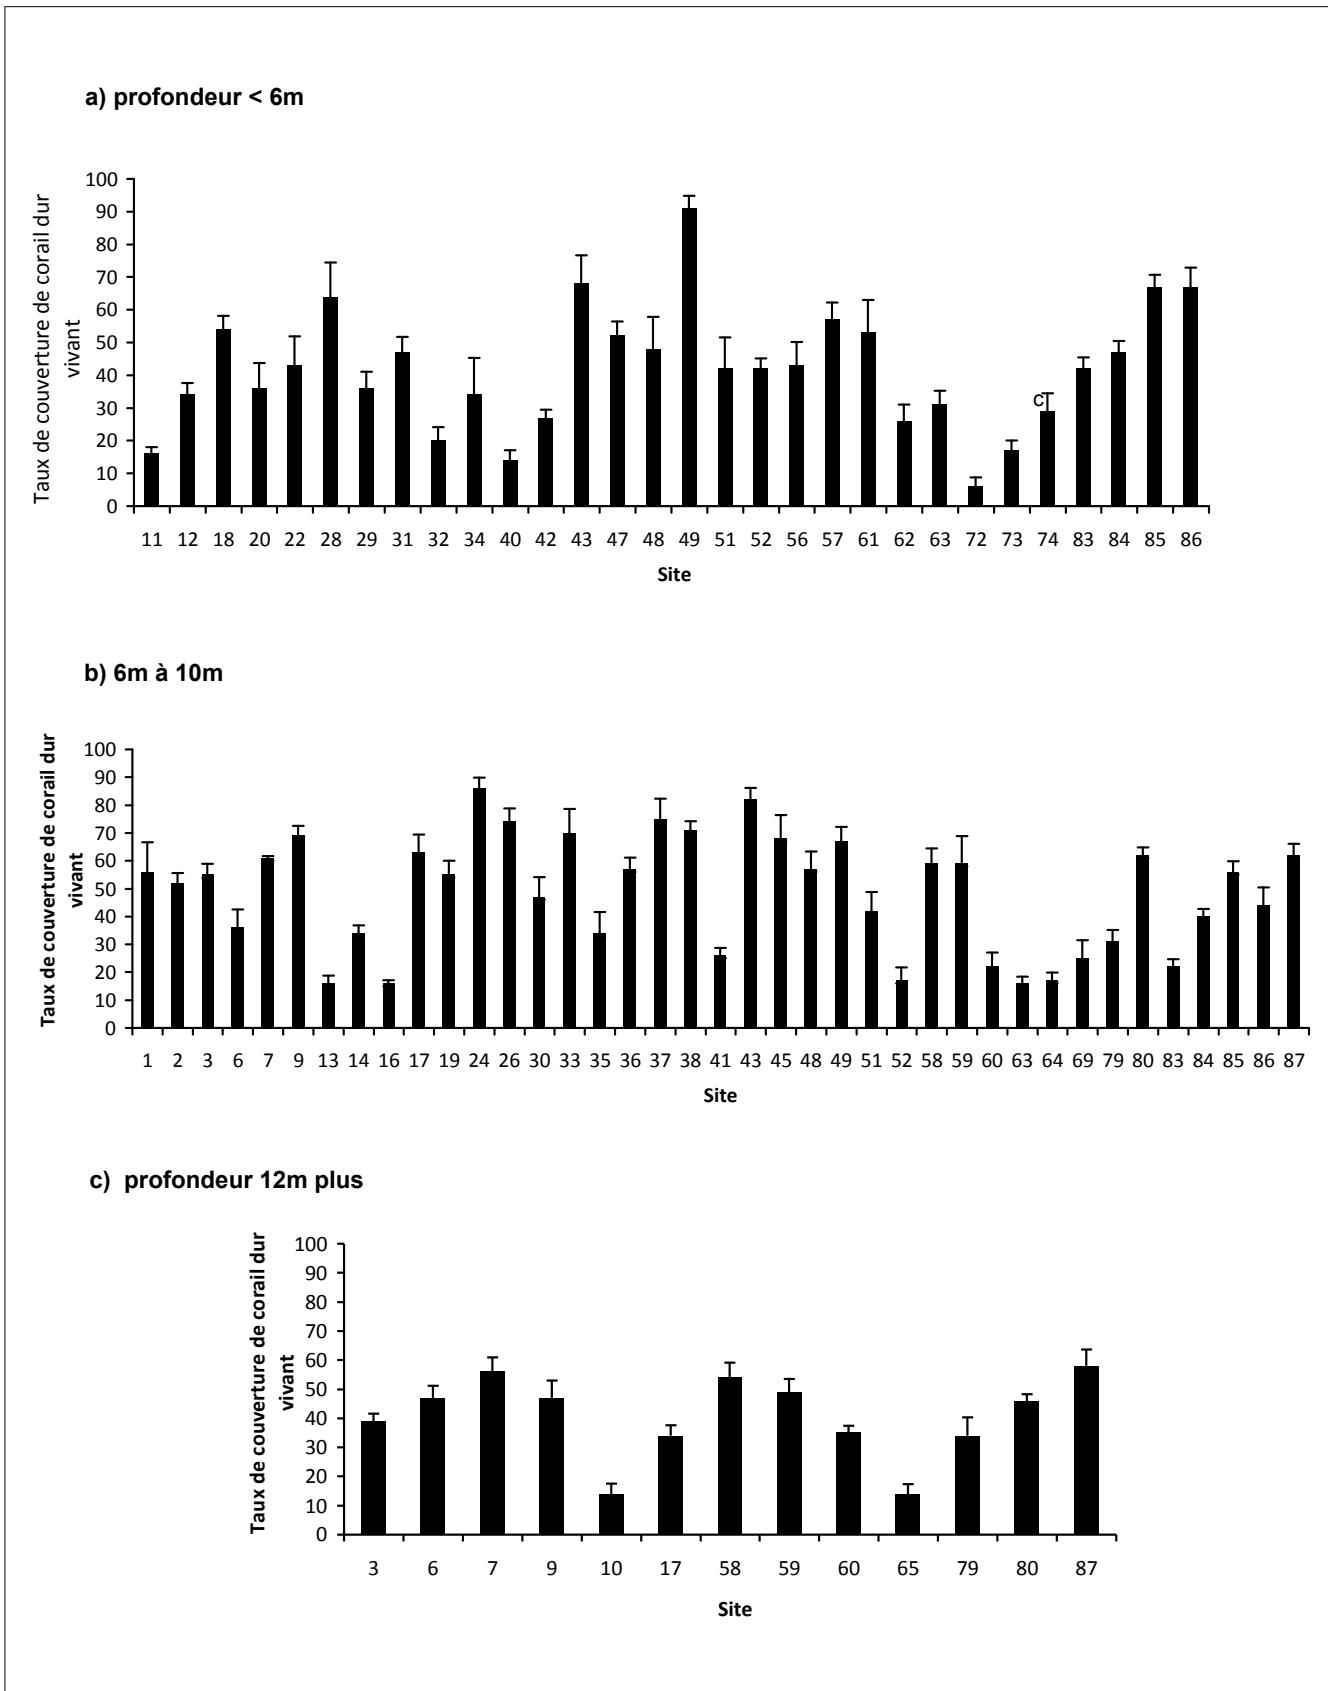 a) profondeur < 6m
Taux de couverture de corail dur
vivant
100
90
80
70
60
50
40
30
20
10
0
c
11 12 18 20 22 28 29 31 32 34 40 42 43 47 48 49 51 52 56 57 61 62 63 72 73 74 83 84 85 86
Site
b) 6m à 10m
Taux de couverture de corail dur
vivant
100
90
80
70
60
50
40
30
20
10
0
1 2 3 6 7 9 13 14 16 17 19 24 26 30 33 35 36 37 38 41 43 45 48 49 51 52 58 59 60 63 64 69 79 80 83 84 85 86 87
Site
c) profondeur 12m plus
Taux de couverture de corail dur
vivant
100
90
80
70
60
50
40
30
20
10
0
3 6 7 9 10 17 58 59 60 65 79 80 87
Site